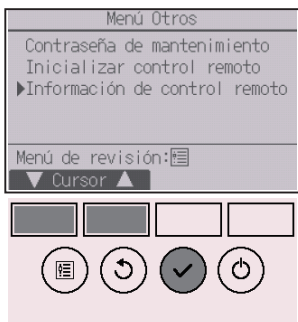 Menú Otros
Contraseña de mantenimiento
Inicializar control remoto
▶Información de control remoto
Menú de revisión:
▼ Cursor ▲